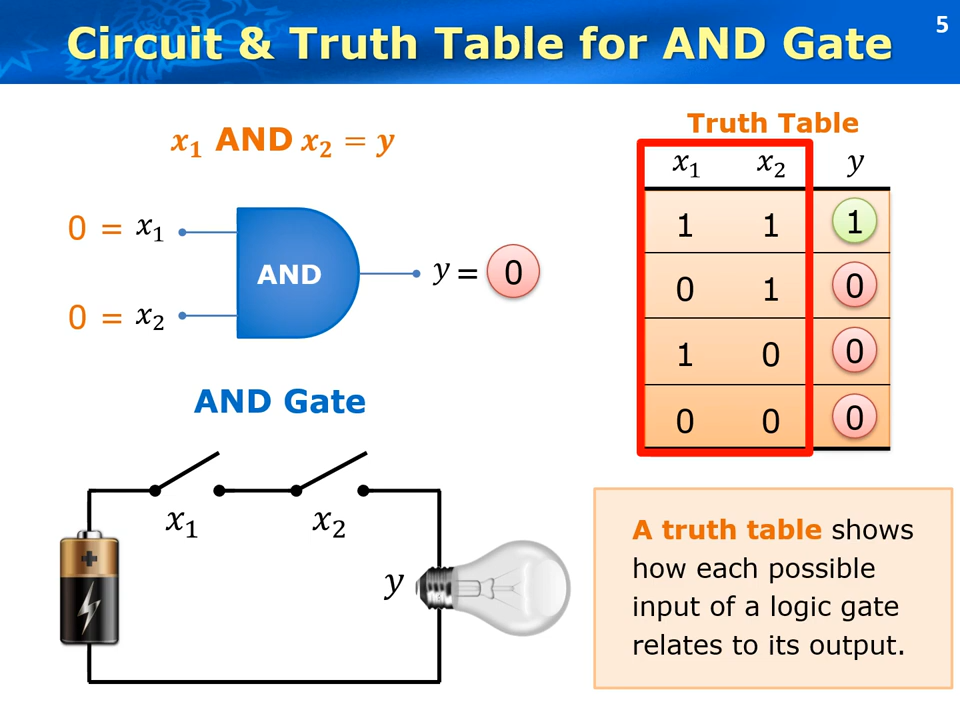 Circuit & Truth Table for AND Gate
5
x₁ AND x₂ = y
0 = x₁
0 = x₂
AND
y = 0
AND Gate
x₁ x₂
y
Truth Table
x₁ x₂ y
1 1 1
0 1 0
1 0 0
0 0 0
A truth table shows
how each possible
input of a logic gate
relates to its output.